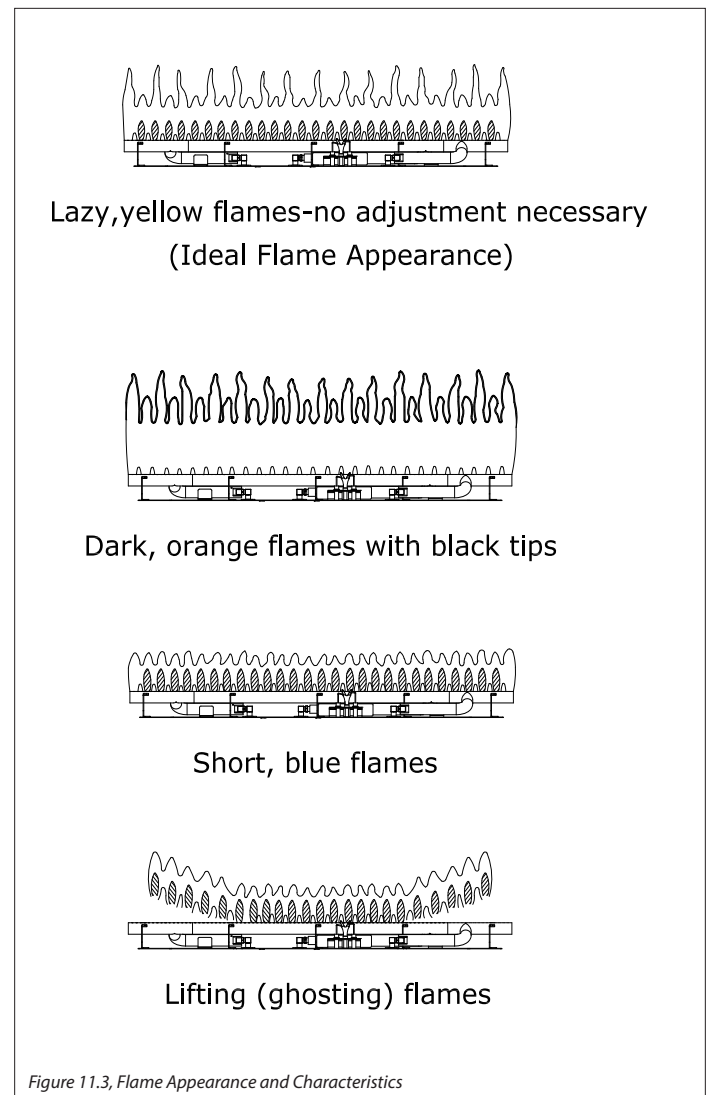 Lazy,yellow flames-no adjustment necessary
(Ideal Flame Appearance)
Dark, orange flames with black tips
Short, blue flames
Lifting (ghosting) flames
Figure 11.3, Flame Appearance and Characteristics